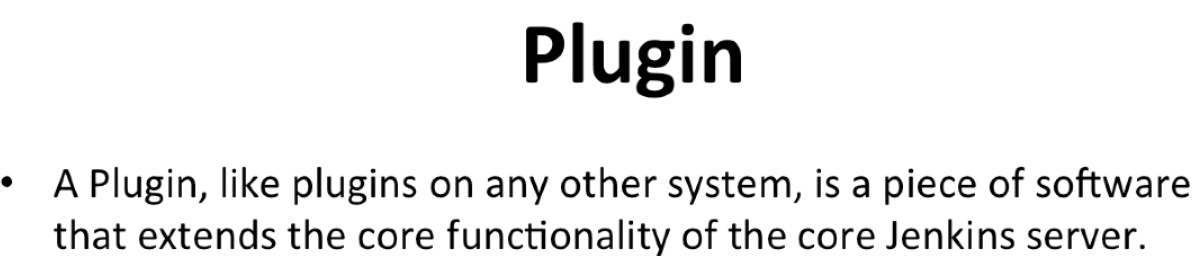 Plugin
• A Plugin, like plugins on any other system, is a piece of software
that extends the core functionality of the core Jenkins server.